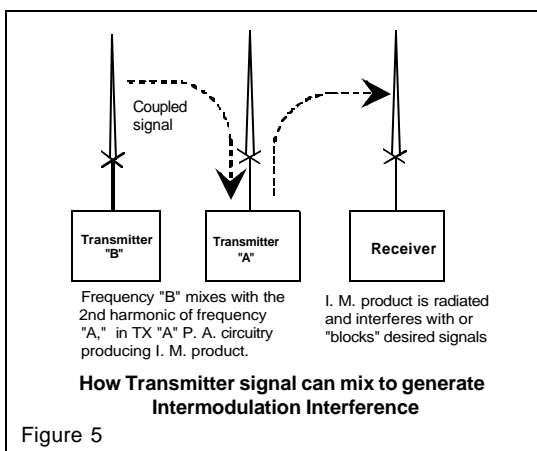 Coupled
signal
Transmitter
"B"
Transmitter
"A"
Receiver
Frequency "B" mixes with the
2nd harmonic of frequency
"A," in TX "A" P. A. circuitry
producing I. M. product.
I. M. product is radiated
and interferes with or
"blocks" desired signals
How Transmitter signal can mix to generate
Intermodulation Interference
Figure 5